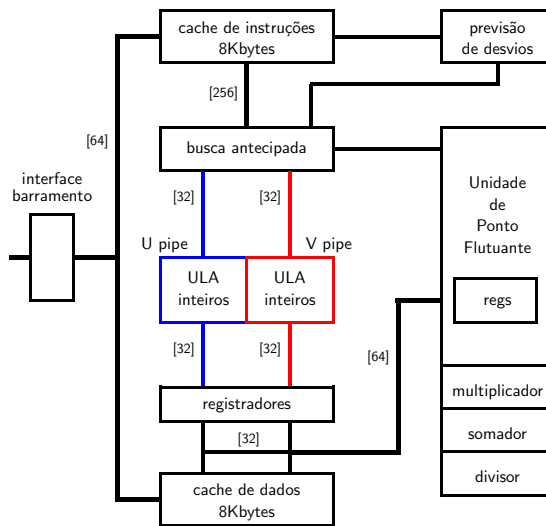 cache de instruções
8Kbytes
previsão
de desvios
[256]
[64]
busca antecipada
interface
barramento
[32]
[32]
Unidade
de
Ponto
Flutuante
U pipe
V pipe
ULA
inteiros
ULA
inteiros
regs
[32]
[32]
[64]
multiplicador
registradores
[32]
somador
cache de dados
8Kbytes
divisor